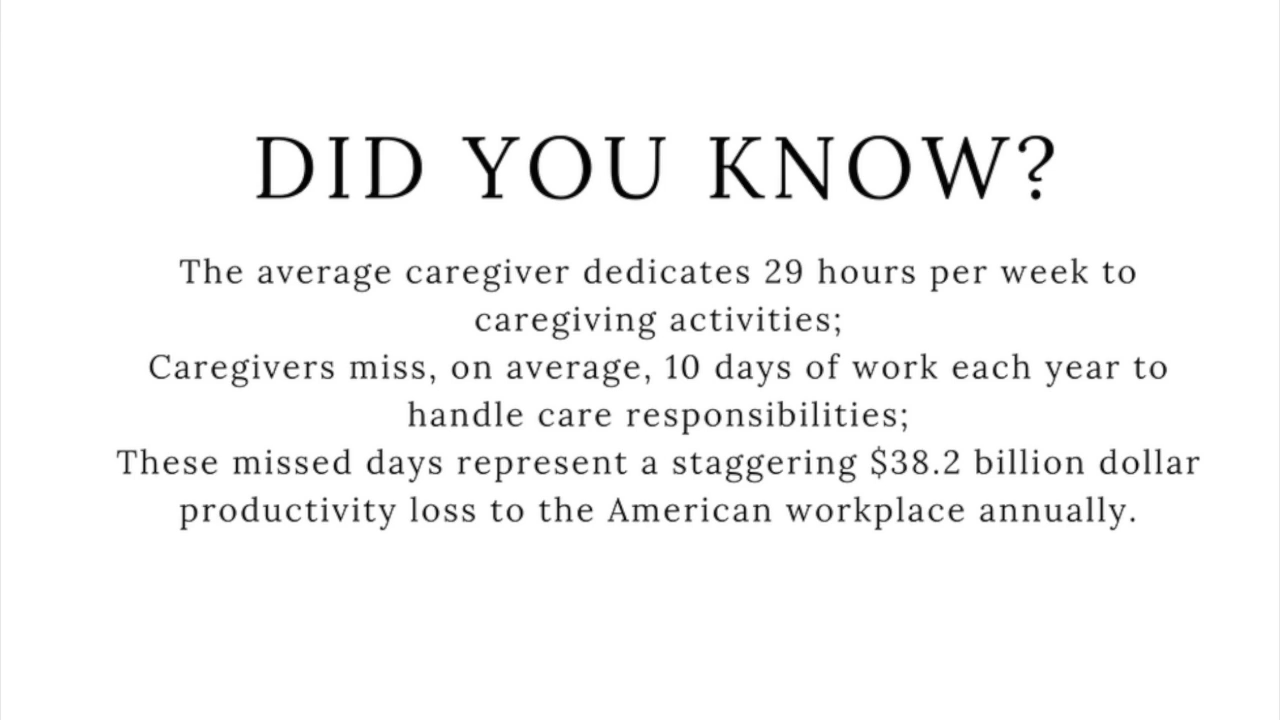 DID YOU KNOW?
The average caregiver dedicates 29 hours per week to
caregiving activities;
Caregivers miss, on average, 10 days of work each year to
handle care responsibilities;
These missed days represent a staggering $38.2 billion dollar
productivity loss to the American workplace annually.